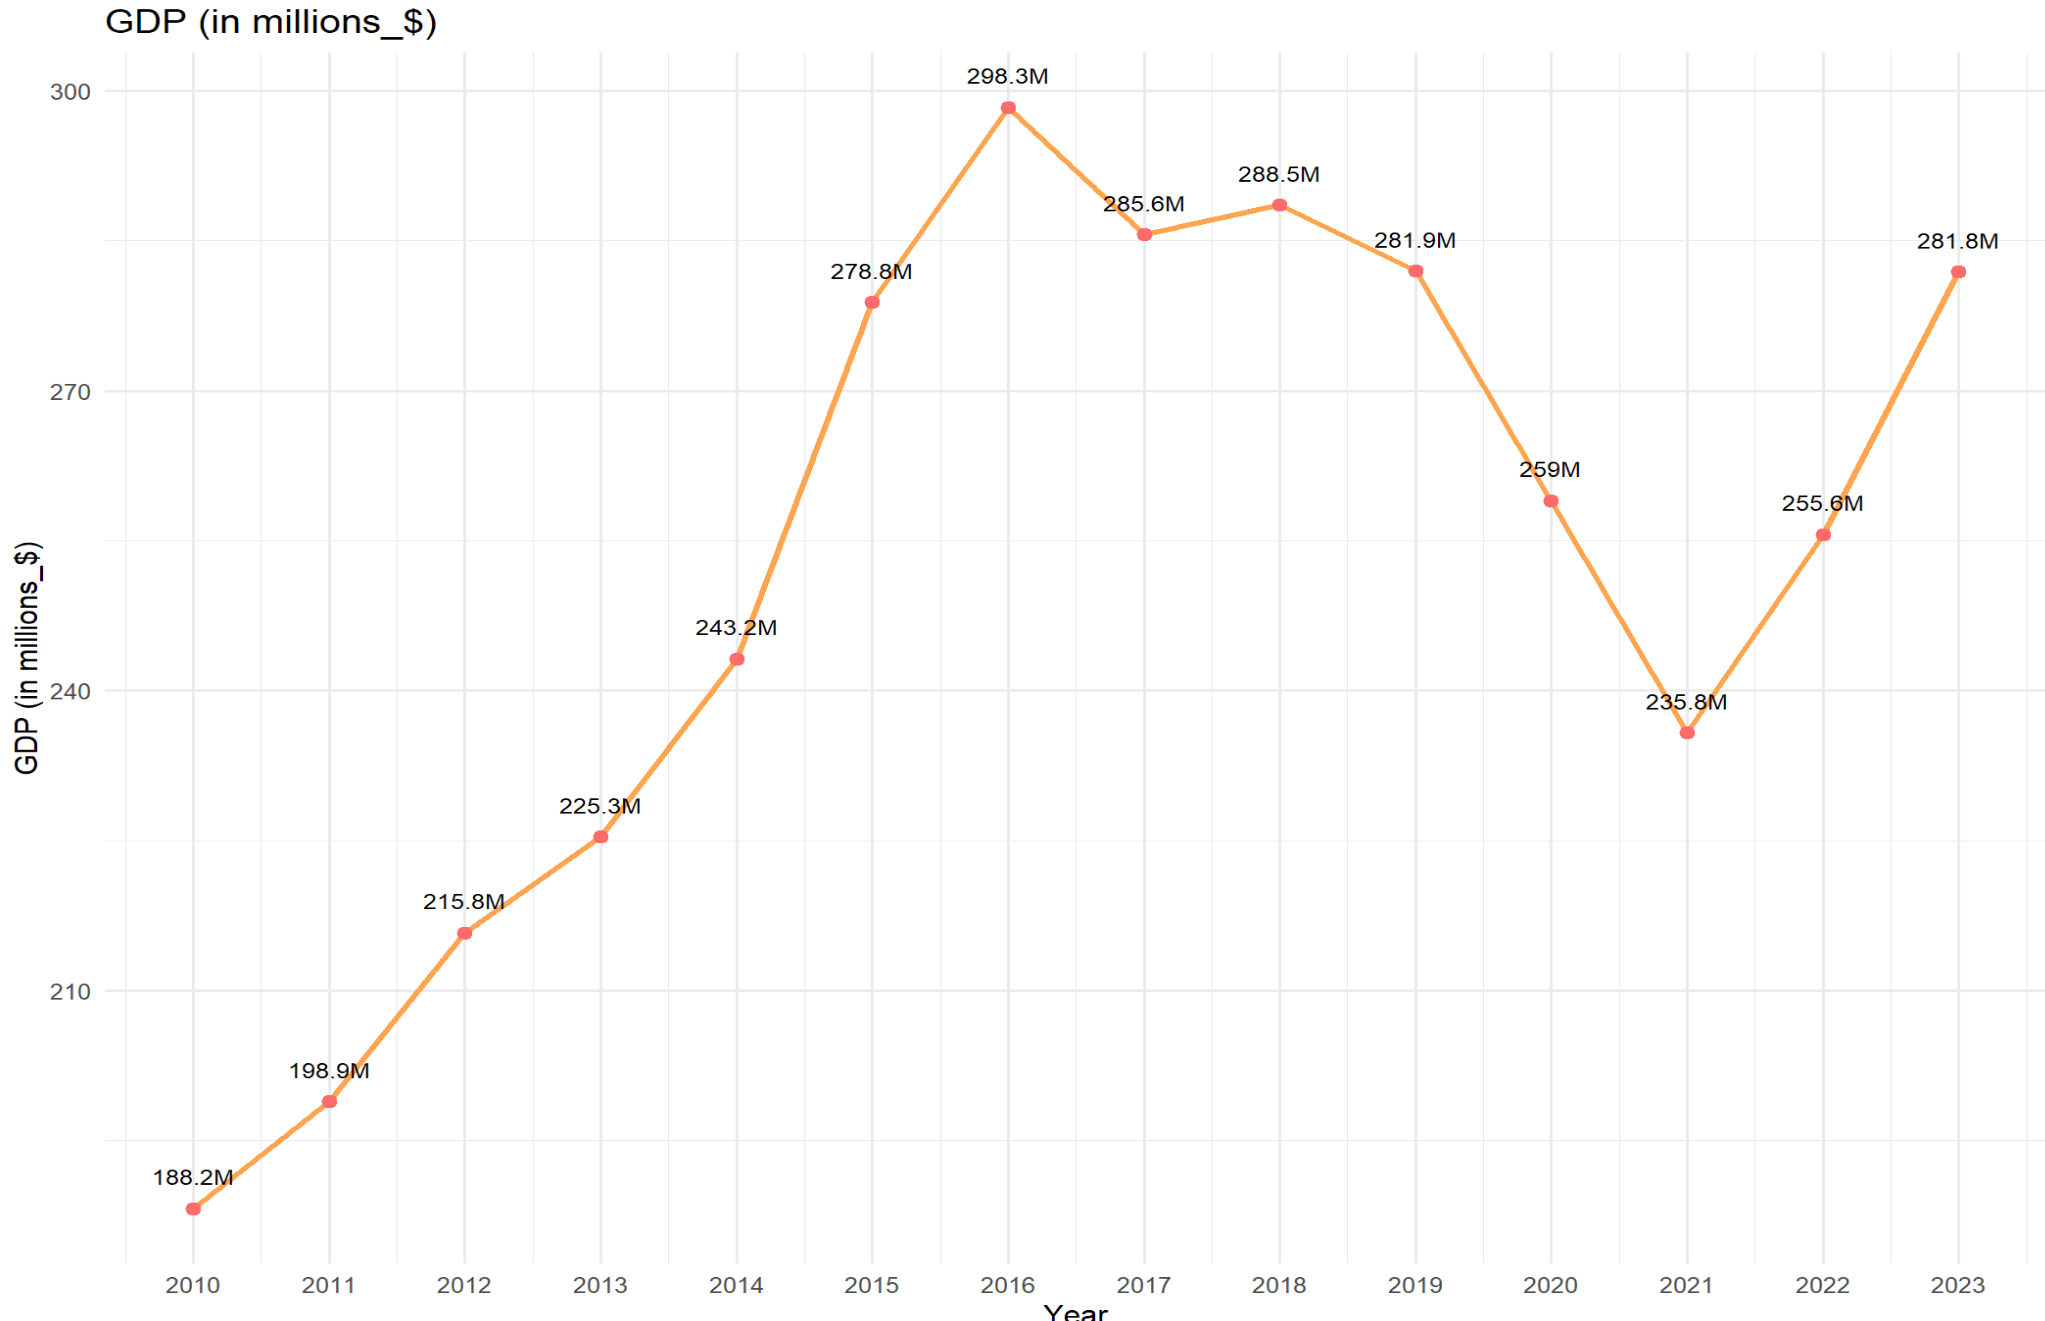 GDP (in millions_$)
300
270
240
210
GDP (in millions_$)
188.2M
198.9M
215.8M
225.3M
243.2M
278.8M
298.3M
285.6M
288.5M
281.9M
259M
235.8M
255.6M
281.8M
2010 2011 2012 2013 2014 2015 2016 2017 2018 2019 2020 2021 2022 2023
Year